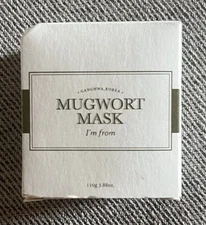 GANGHWA, KOREA
MUGWORT
MASK
I'm from
110g 3.88oz.